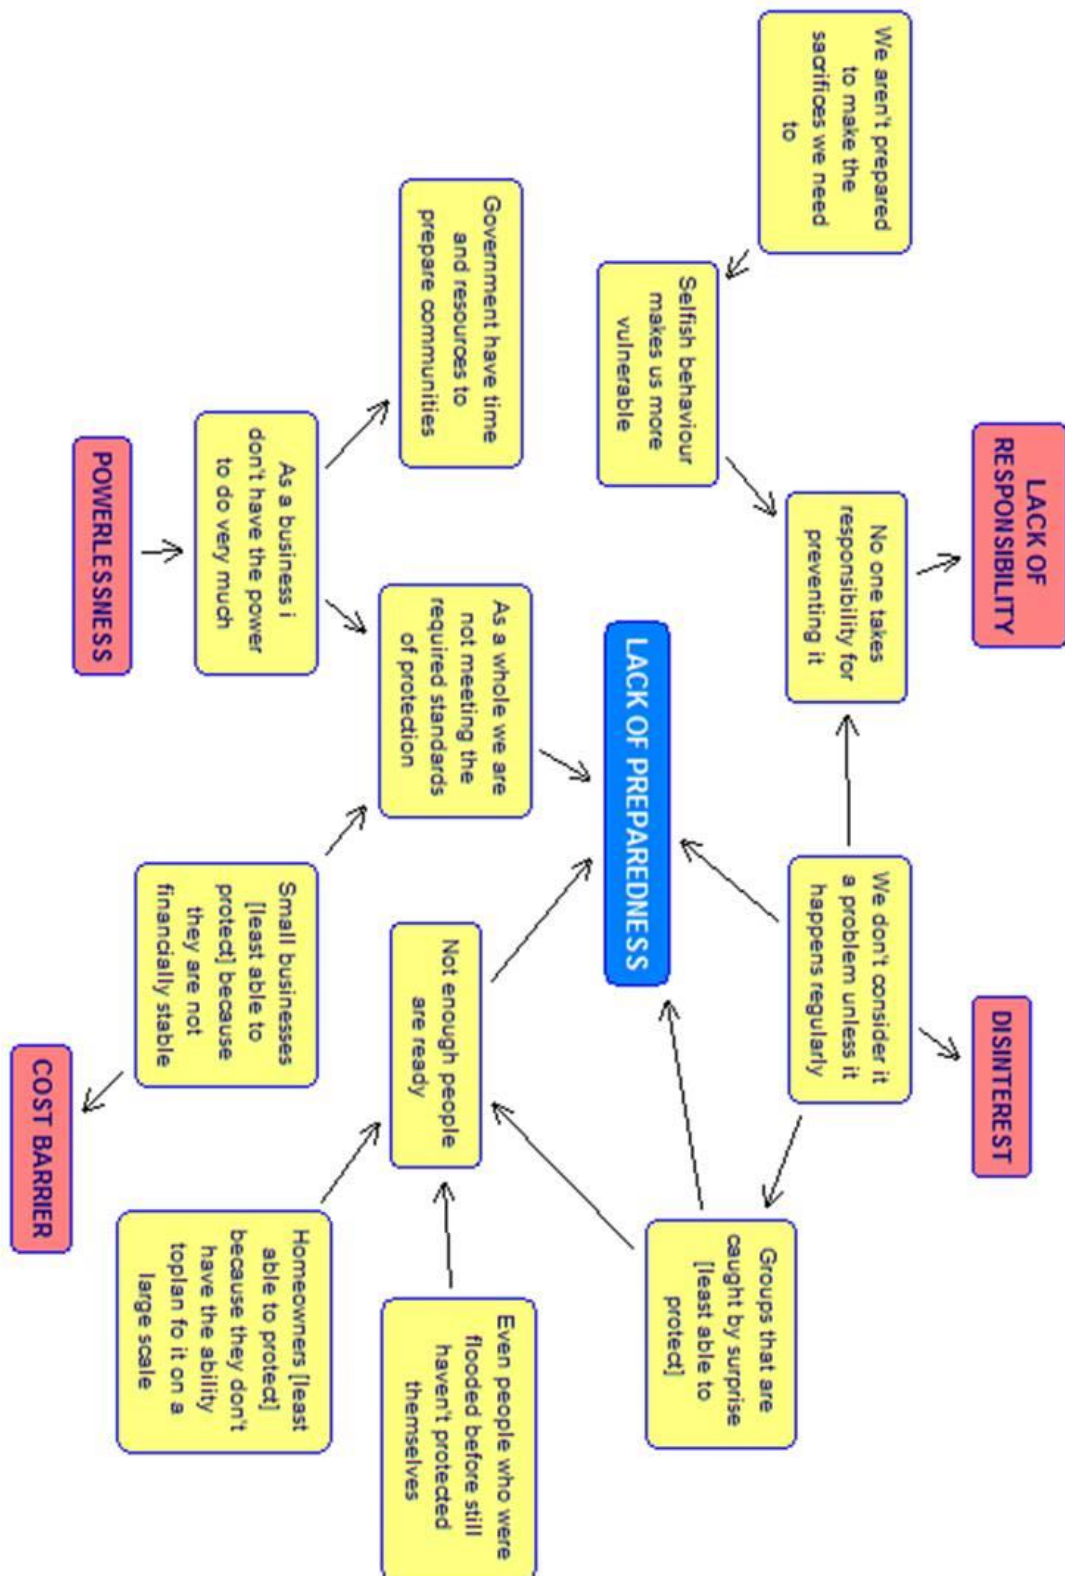 LACK OF
RESPONSIBILITY
DISINTEREST
We aren't prepared
to make the
sacrifices we need
to
No one takes
responsibility for
preventing it
We don't consider it
a problem unless it
happens regularly
Groups that are
caught by surprise
[least able to
protect]
Selfish behaviour
makes us more
vulnerable
LACK OF PREPAREDNESS
Government have time
and resources to
prepare communities
As a whole we are
not meeting the
required standards
of protection
Not enough people
are ready
Even people who were
flooded before still
haven't protected
themselves
As a business i
don't have the power
to do very much
Small businesses
[least able to
protect] because
they are not
financially stable
Homeowners [least
able to protect]
because they don't
have the ability
toplan fo it on a
large scale
POWERLESSNESS
COST BARRIER